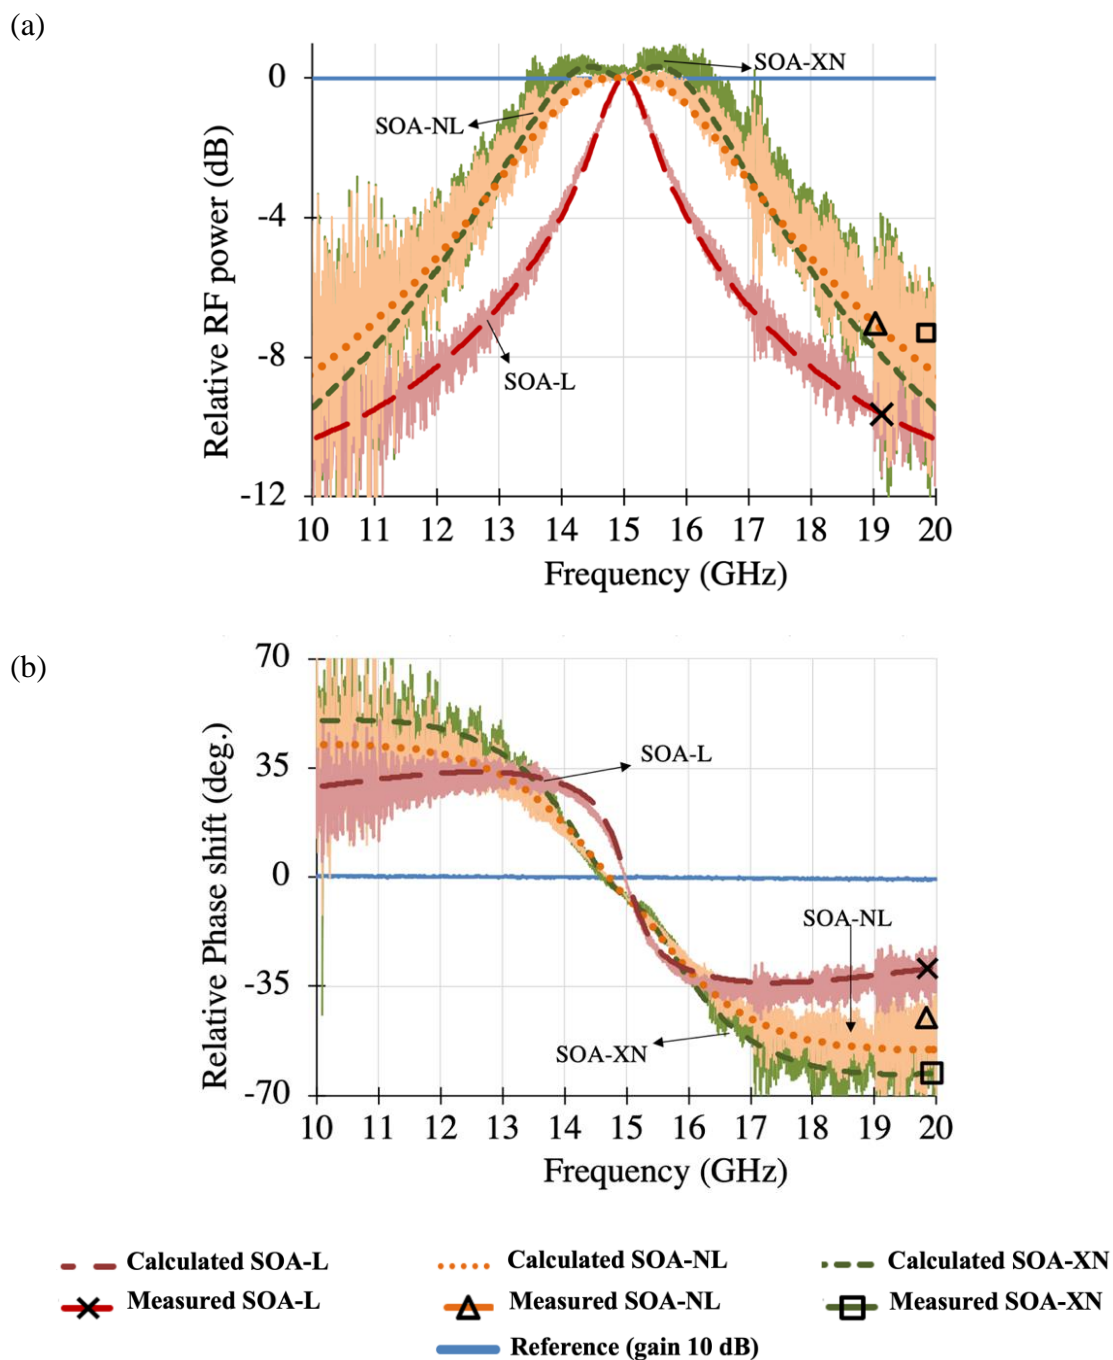 (a)
SOA-XN
0
SOA-NL
-4
-8
SOA-L
-12
Relative RF power (dB)
10 11 12 13 14 15 16 17 18 19 20
Frequency (GHz)
(b)
70
SOA-L
35
0
SOA-NL
-35
SOA-XN
-70
Relative Phase shift (deg.)
10 11 12 13 14 15 16 17 18 19 20
Frequency (GHz)
Calculated SOA-L Calculated SOA-NL Calculated SOA-XN
Measured SOA-L Measured SOA-NL Measured SOA-XN
Reference (gain 10 dB)